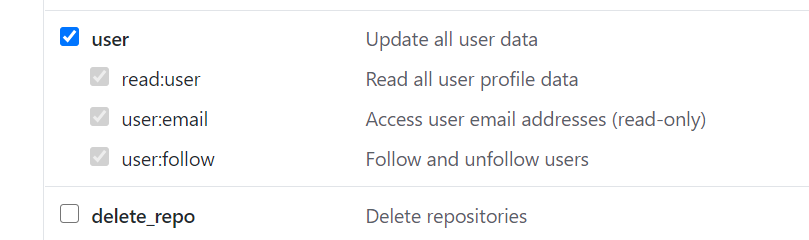 user Update all user data
read:user Read all user profile data
user:email Access user email addresses (read-only)
user:follow Follow and unfollow users
delete_repo Delete repositories